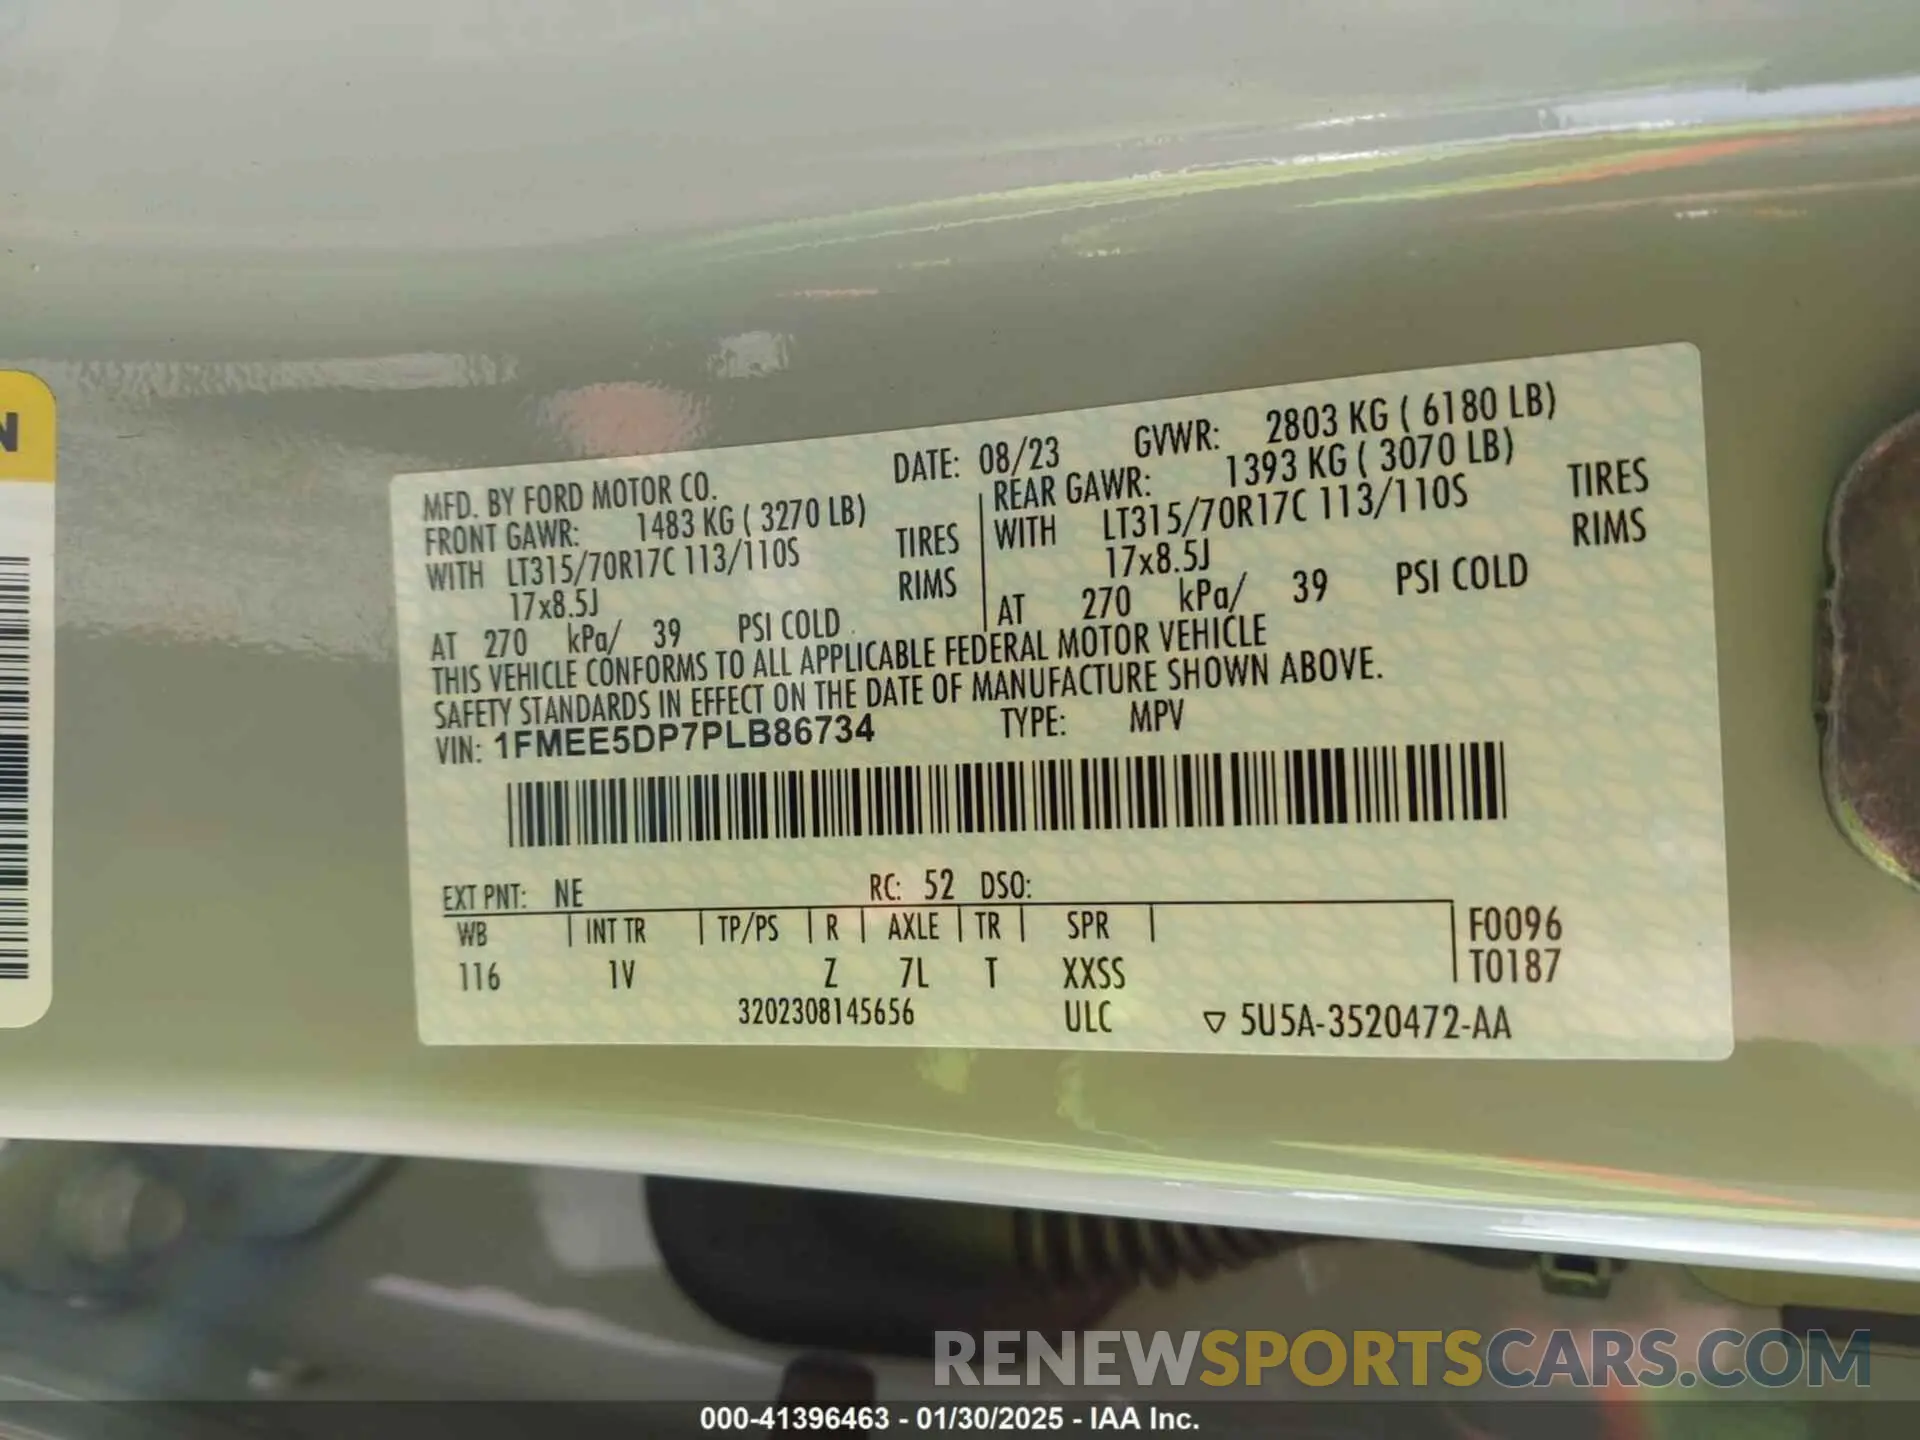 N
MFD. BY FORD MOTOR CO. DATE: 08/23 GVWR: 2803 KG ( 6180 LB)
FRONT GAWR: 1483 KG ( 3270 LB) REAR GAWR: 1393 KG ( 3070 LB)
WITH LT315/70R17C 113/110S TIRES WITH LT315/70R17C 113/110S TIRES
17x8.5J RIMS 17x8.5J RIMS
AT 270 kPa/ 39 PSI COLD AT 270 kPa/ 39 PSI COLD
THIS VEHICLE CONFORMS TO ALL APPLICABLE FEDERAL MOTOR VEHICLE
SAFETY STANDARDS IN EFFECT ON THE DATE OF MANUFACTURE SHOWN ABOVE.
VIN: 1FMEE5DP7PLB86734 TYPE: MPV
EXT PNT: NE RC: 52 DSO:
WB INT TR TP/PS R AXLE TR SPR F0096
116 1V Z 7L T XXSS T0187
3202308145656 ULC ▽ 5U5A-3520472-AA
RENEWSPORTSCARS.COM
000-41396463 - 01/30/2025 - IAA Inc.